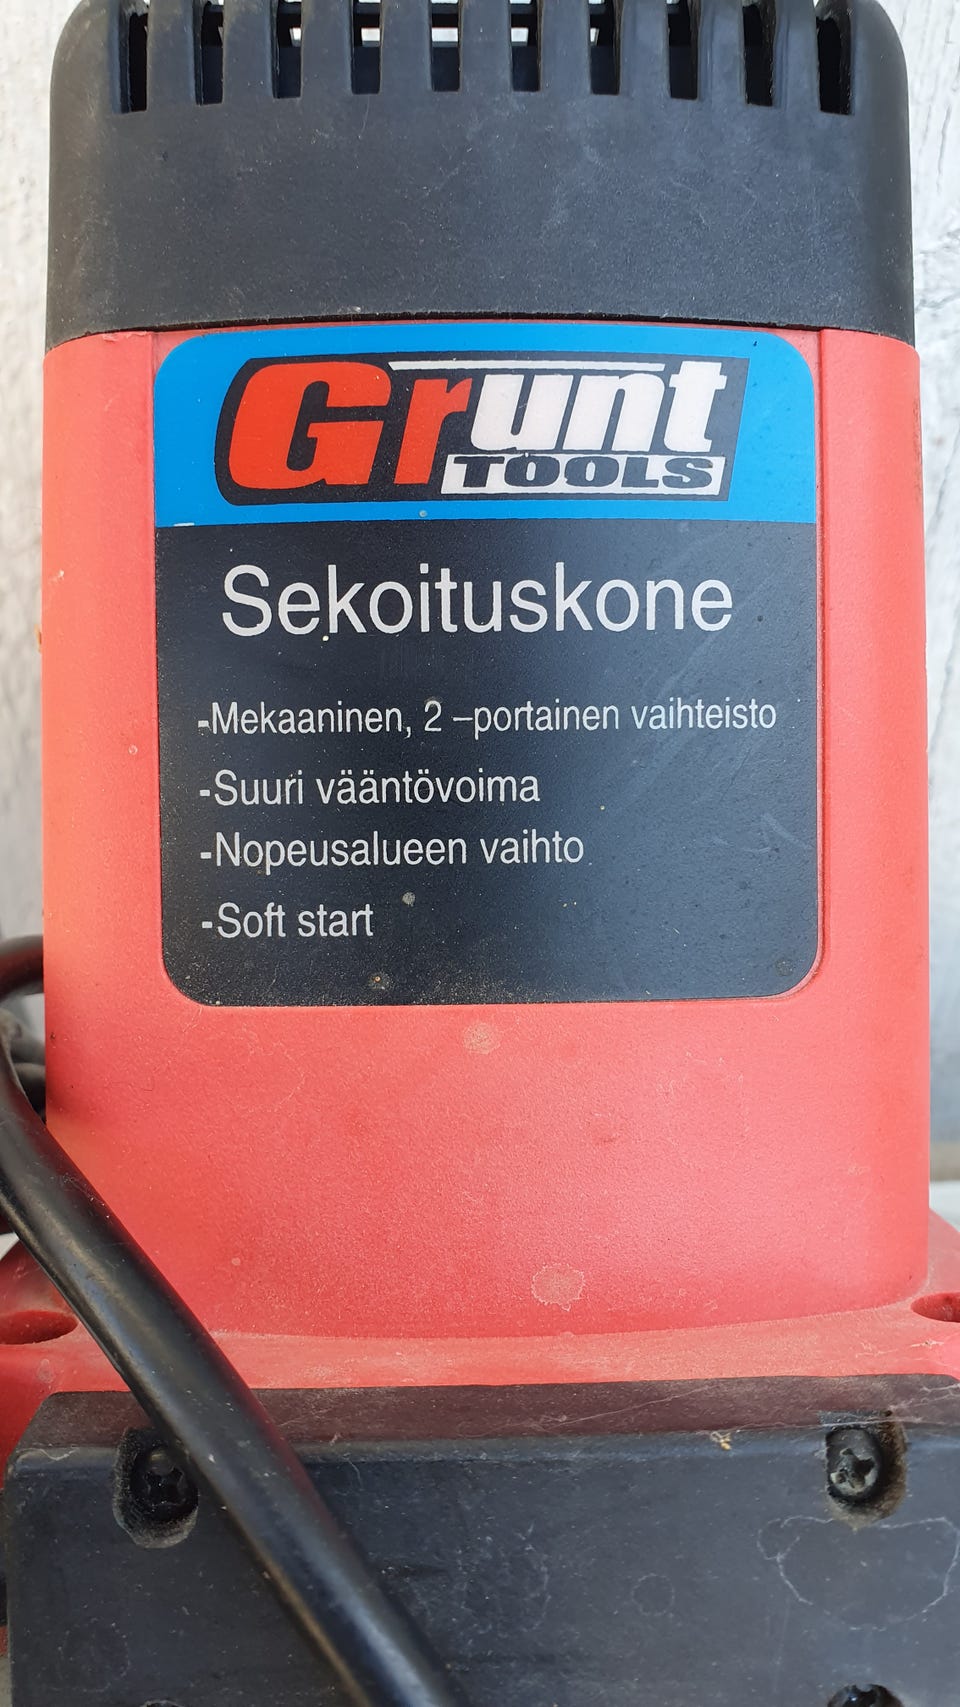 Grunt
TOOLS
Sekoituskone
-Mekaaninen, 2 –portainen vaihteisto
-Suuri vääntövoima
-Nopeusalueen vaihto
-Soft start